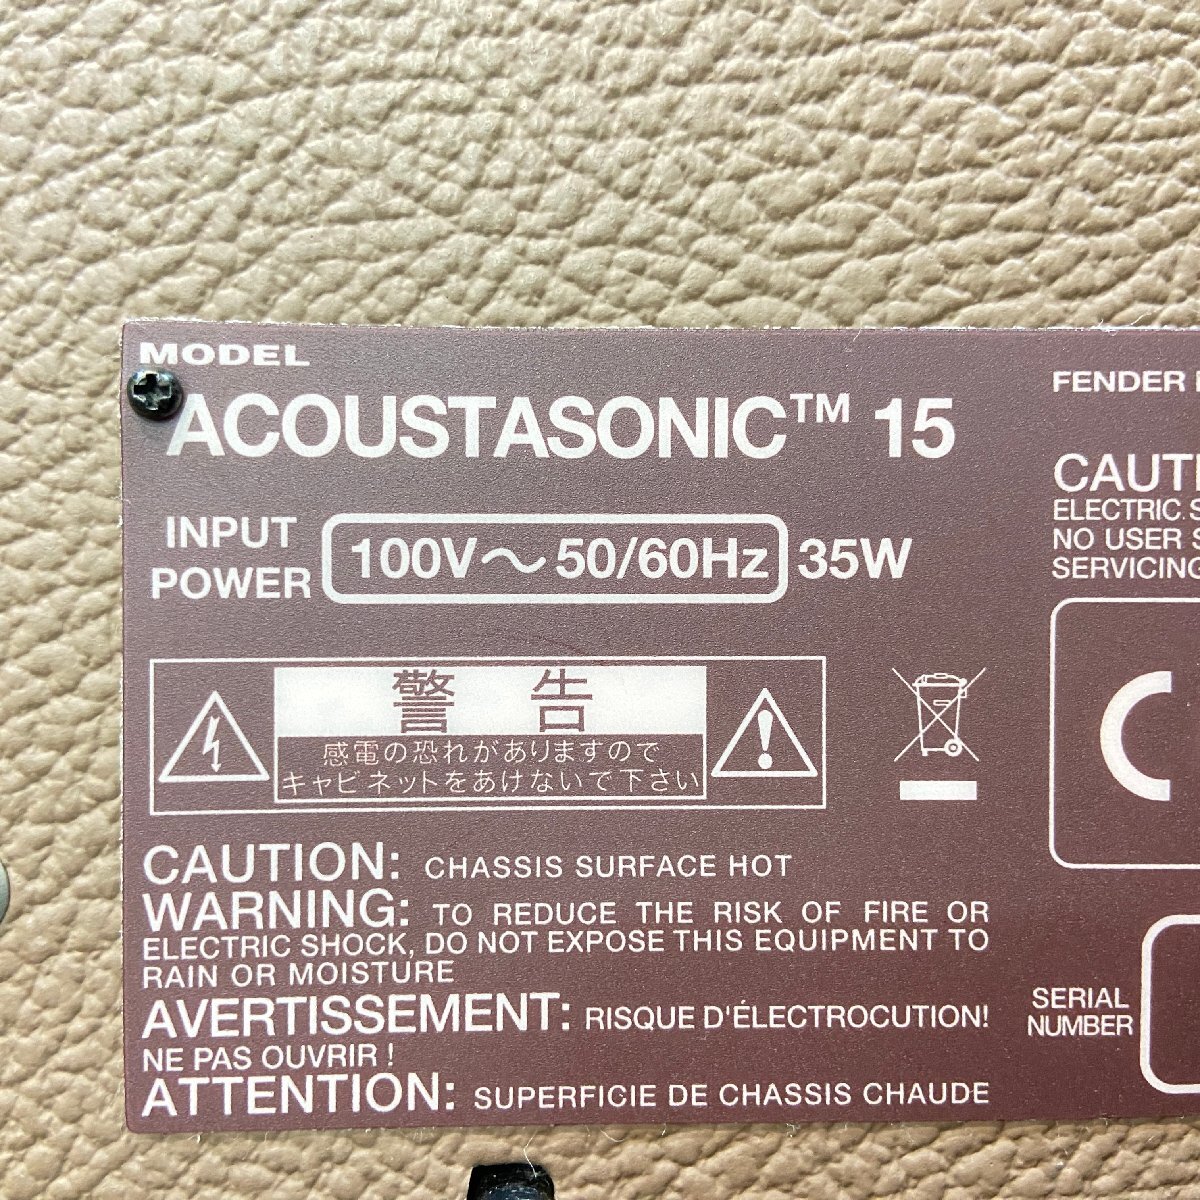 MODEL
ACOUSTASONIC™ 15
INPUT
POWER
100V～50/60Hz 35W
警 告
感電の恐れがありますので
キャビネットをあけないで下さい
CAUTION: CHASSIS SURFACE HOT
WARNING: TO REDUCE THE RISK OF FIRE OR
ELECTRIC SHOCK, DO NOT EXPOSE THIS EQUIPMENT TO
RAIN OR MOISTURE
AVERTISSEMENT: RISQUE D'ÉLECTROCUTION!
NE PAS OUVRIR !
ATTENTION: SUPERFICIE DE CHASSIS CHAUDE
FENDER
ELECTRIC
NO USER
SERVICING
CE
SERIAL
NUMBER